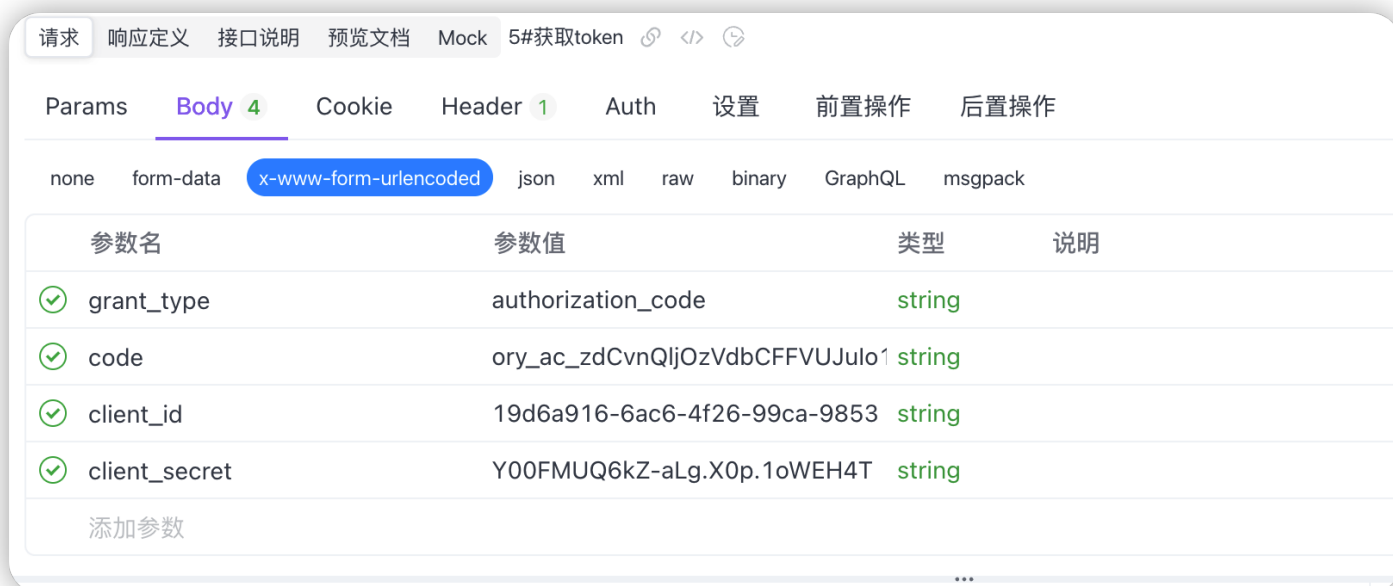 请求 响应定义 接口说明 预览文档 Mock 5#获取token
Params Body 4 Cookie Header 1 Auth 设置 前置操作 后置操作
none form-data x-www-form-urlencoded json xml raw binary GraphQL msgpack
参数名 参数值 类型 说明
grant_type authorization_code string
code ory_ac_zdCvnQljOzVdbCFFVUJulo1 string
client_id 19d6a916-6ac6-4f26-99ca-9853 string
client_secret Y00FMUQ6kZ-aLg.X0p.1oWEH4T string
添加参数